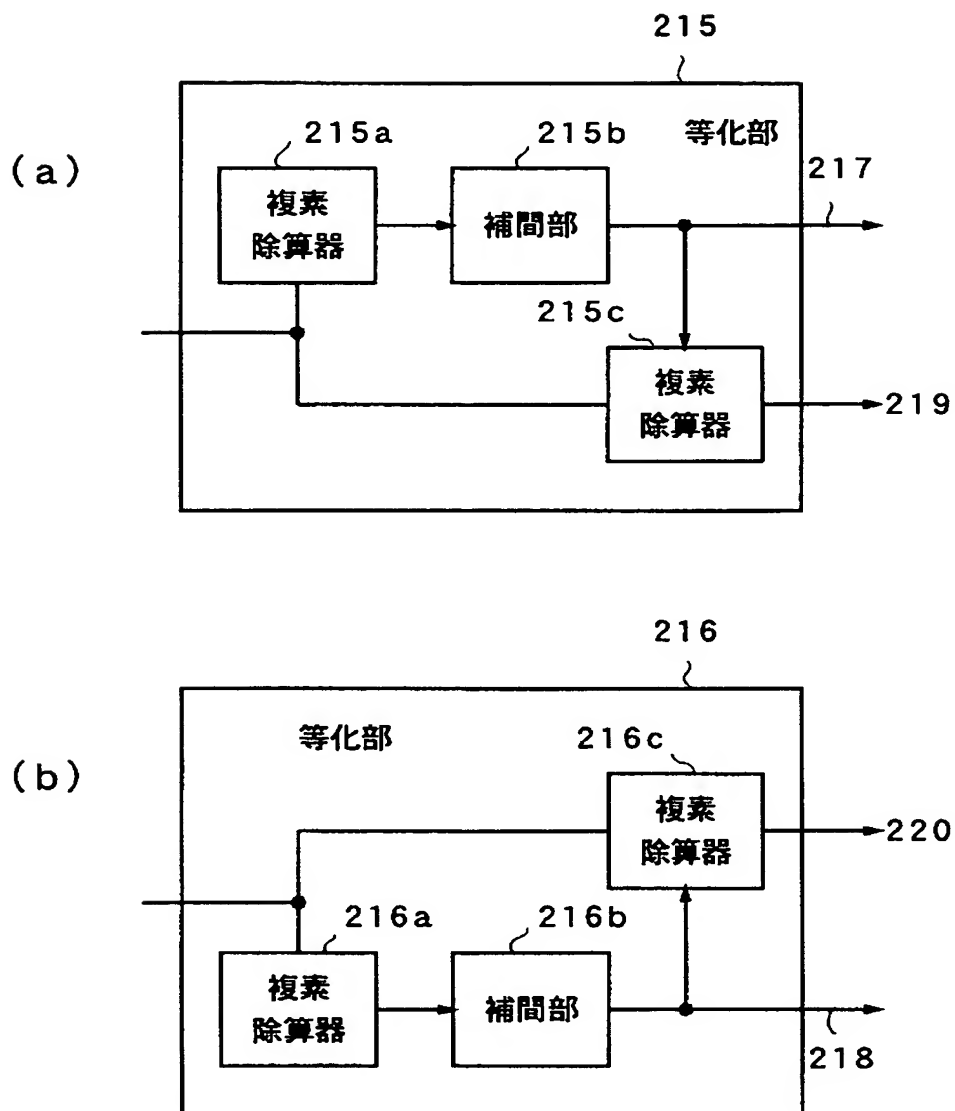 215
(a)
215a
215b
等化部
217
複素
除算器
補間部
215c
複素
除算器
219
216
(b)
等化部
216c
複素
除算器
220
216a
216b
複素
除算器
補間部
218